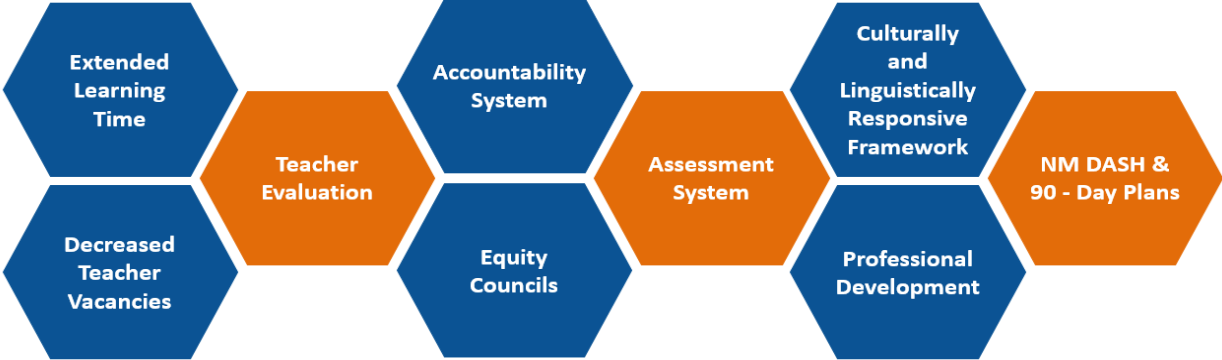 Extended
Learning
Time
Decreased
Teacher
Vacancies
Teacher
Evaluation
Accountability
System
Equity
Councils
Assessment
System
Culturally
and
Linguistically
Responsive
Framework
Professional
Development
NM DASH &
90 - Day Plans